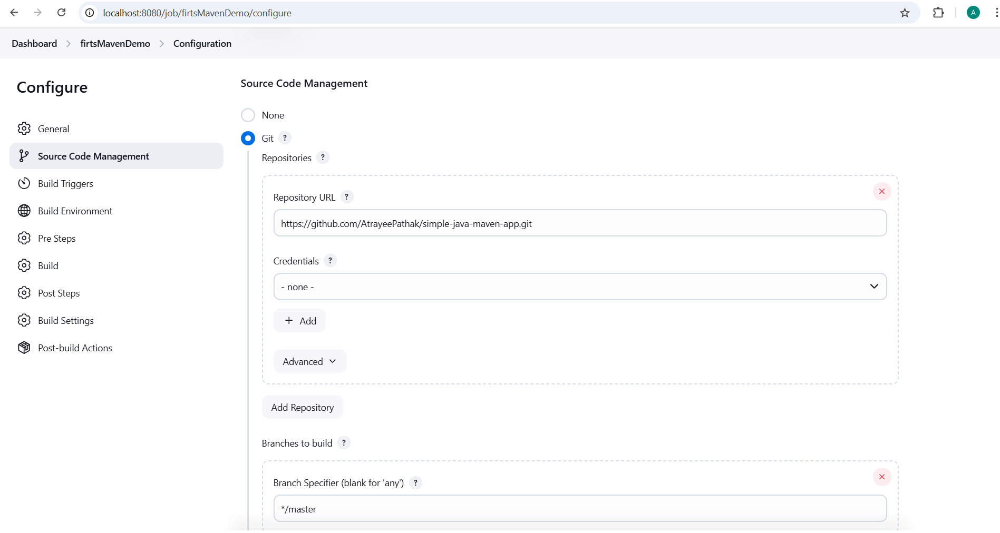 localhost:8080/job/firtsMavenDemo/configure
A
Dashboard > firtsMavenDemo > Configuration
Configure
General
Source Code Management
Build Triggers
Build Environment
Pre Steps
Build
Post Steps
Build Settings
Post-build Actions
Source Code Management
None
Git ?
Repositories ?
Repository URL ?
https://github.com/AtrayeePathak/simple-java-maven-app.git
Credentials ?
- none -
+ Add
Advanced
Add Repository
Branches to build ?
Branch Specifier (blank for 'any') ?
*/master